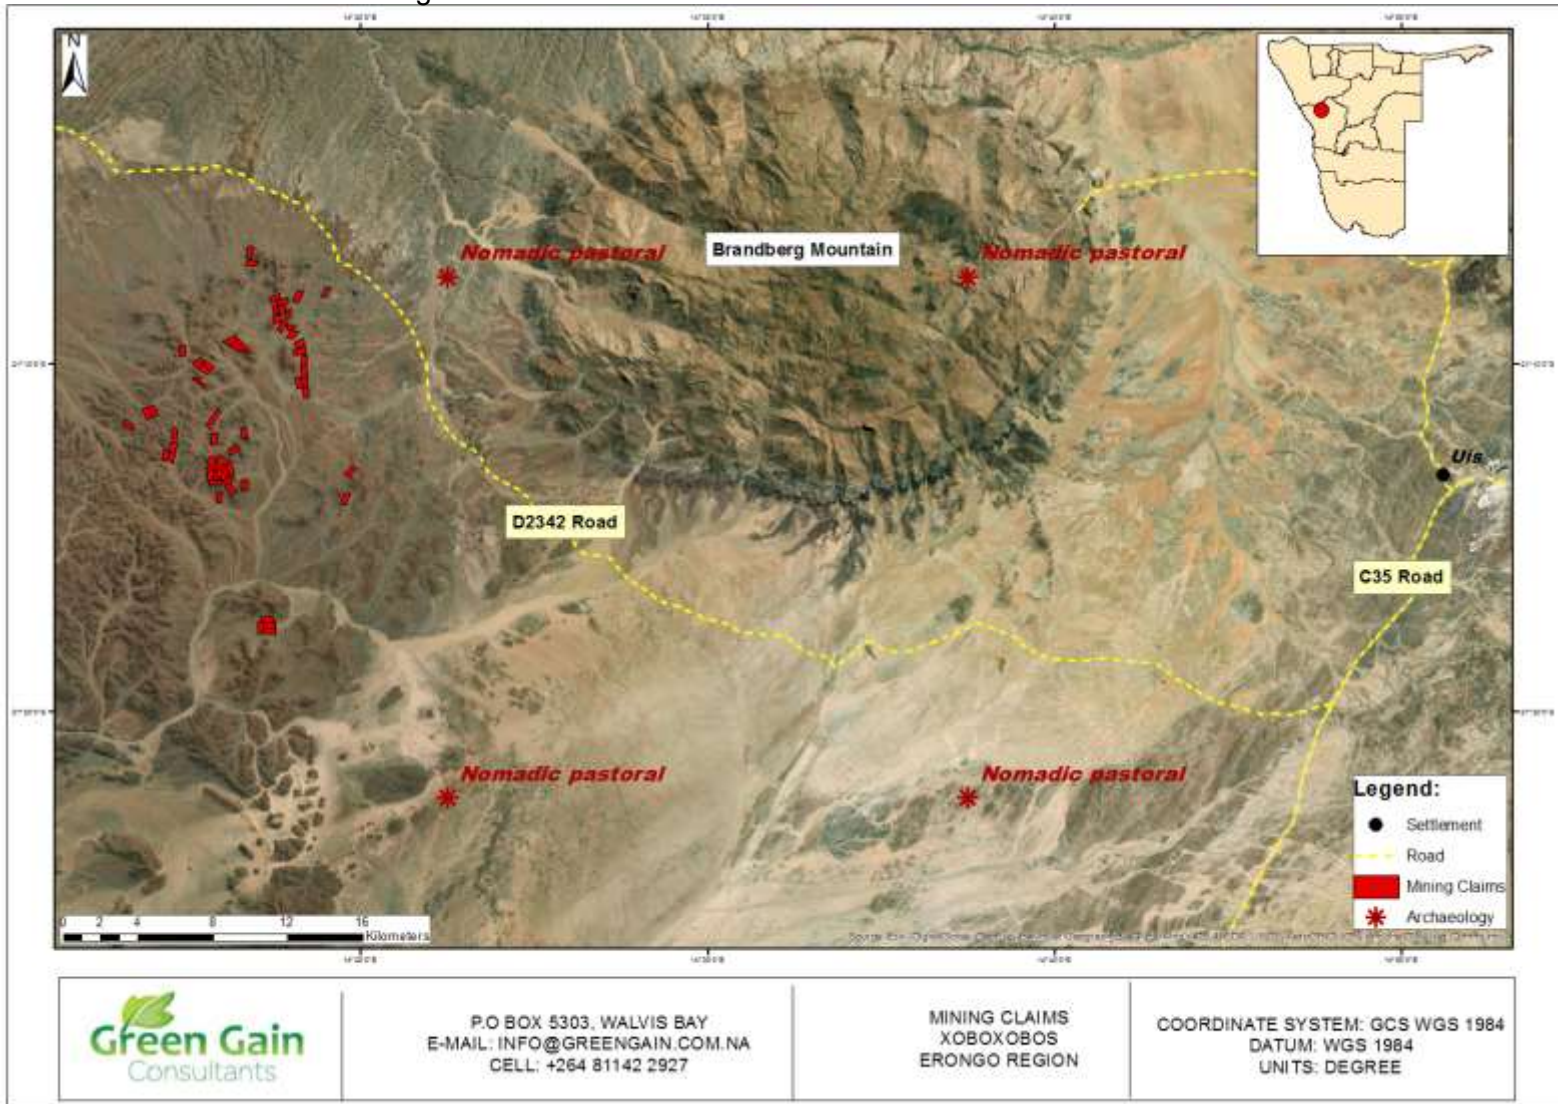 N
Nomadic pastoral
Brandberg Mountain
Nomadic pastoral
Uis
D2342 Road
C35 Road
Nomadic pastoral
Nomadic pastoral
Legend:
Settlement
Road
Mining Claims
Archaeology
0 2 4 8 12 16
Kilometers
Green Gain
Consultants
P.O BOX 5303, WALVIS BAY
E-MAIL: INFO@GREENGAIN.COM.NA
CELL: +264 81142 2927
MINING CLAIMS
XOBOXOBOS
ERONGO REGION
COORDINATE SYSTEM: GCS WGS 1984
DATUM: WGS 1984
UNITS: DEGREE